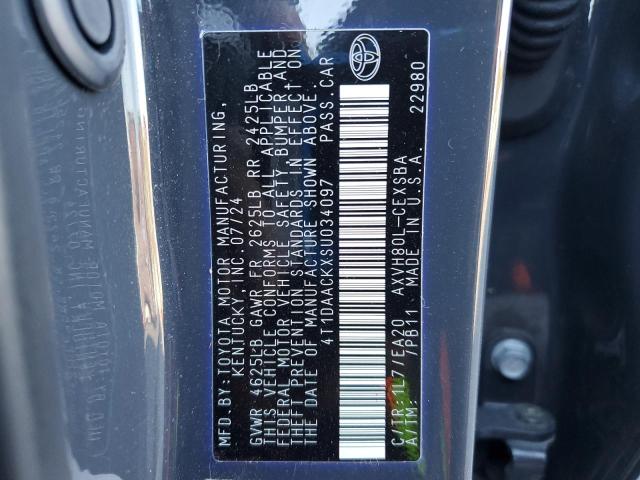 MFD.BY:TOYOTA MOTOR MANUFACTURING,
KENTUCKY, INC.07/24
GVWR 4625LB GAWR FR 2625LB RR 2425LB
THIS VEHICLE CONFORMS TO ALL APPLICABLE
FEDERAL MOTOR VEHICLE SAFETY, BUMPER,AND
THEFT PREVENTION STANDARDS IN EFFECT ON
THE DATE OF MANUFACTURE SHOWN ABOVE.
4T1DAACKXSU034097 PASS.CAR
C/TR:1L7/EA20 AXVH80L-CEXSBA
A/TM: /PB11 MADE IN U.S.A. 22980